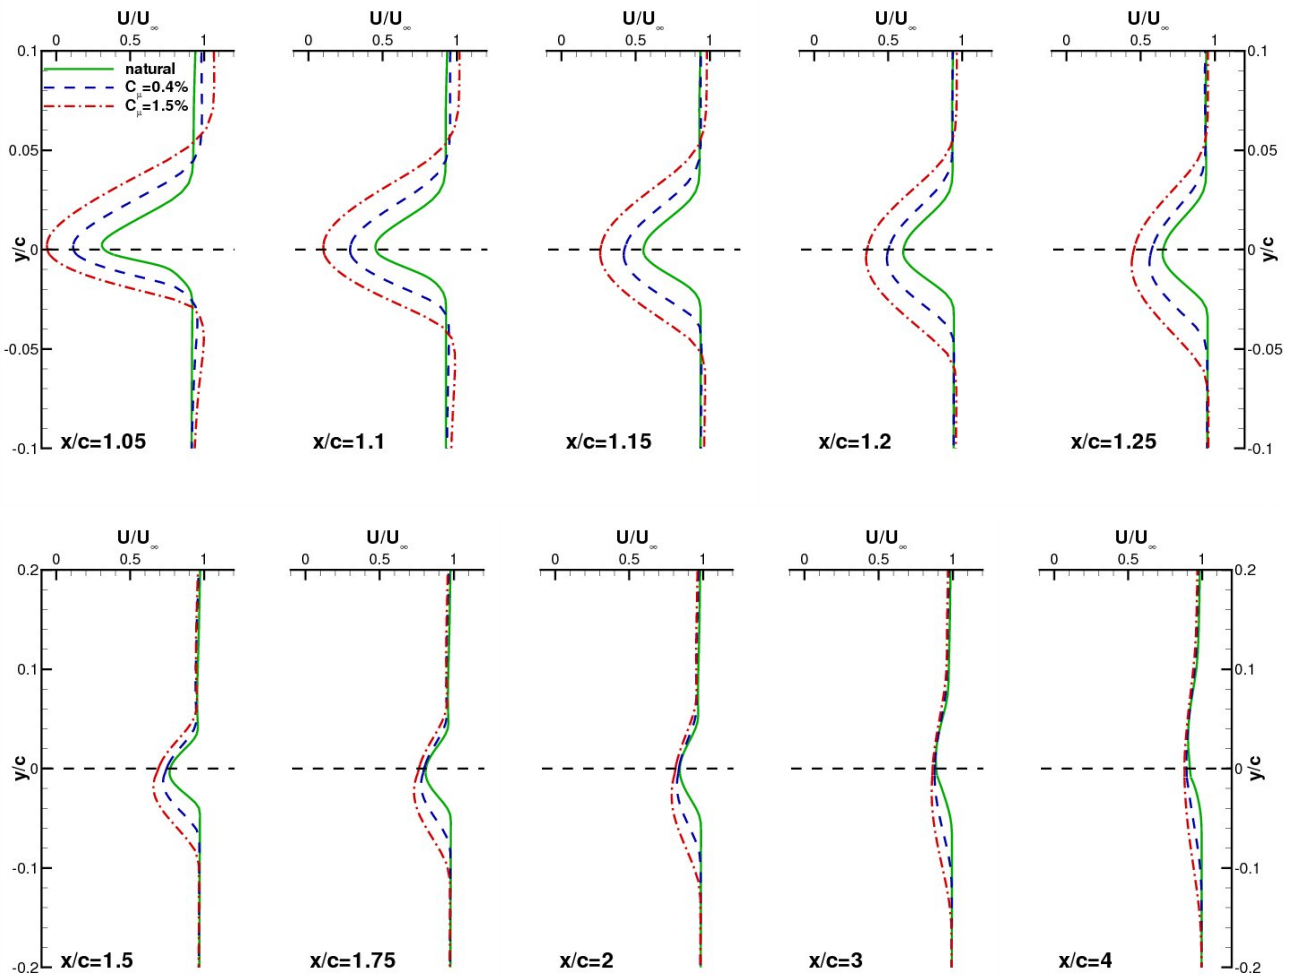 U/U∞ U/U∞ U/U∞ U/U∞ U/U∞
0 0.5 1 0 0.5 1 0 0.5 1 0 0.5 1 0 0.5 1
0.1 0.1
natural
Cμ=0.4%
Cμ=1.5%
0.05 0.05
y/c 0 0 y/c
-0.05 -0.05
-0.1 x/c=1.05 x/c=1.1 x/c=1.15 x/c=1.2 x/c=1.25 -0.1
U/U∞ U/U∞ U/U∞ U/U∞ U/U∞
0 0.5 1 0 0.5 1 0 0.5 1 0 0.5 1 0 0.5 1
0.2 0.2
0.1 0.1
y/c 0 0 y/c
-0.1 -0.1
-0.2 x/c=1.5 x/c=1.75 x/c=2 x/c=3 x/c=4 -0.2